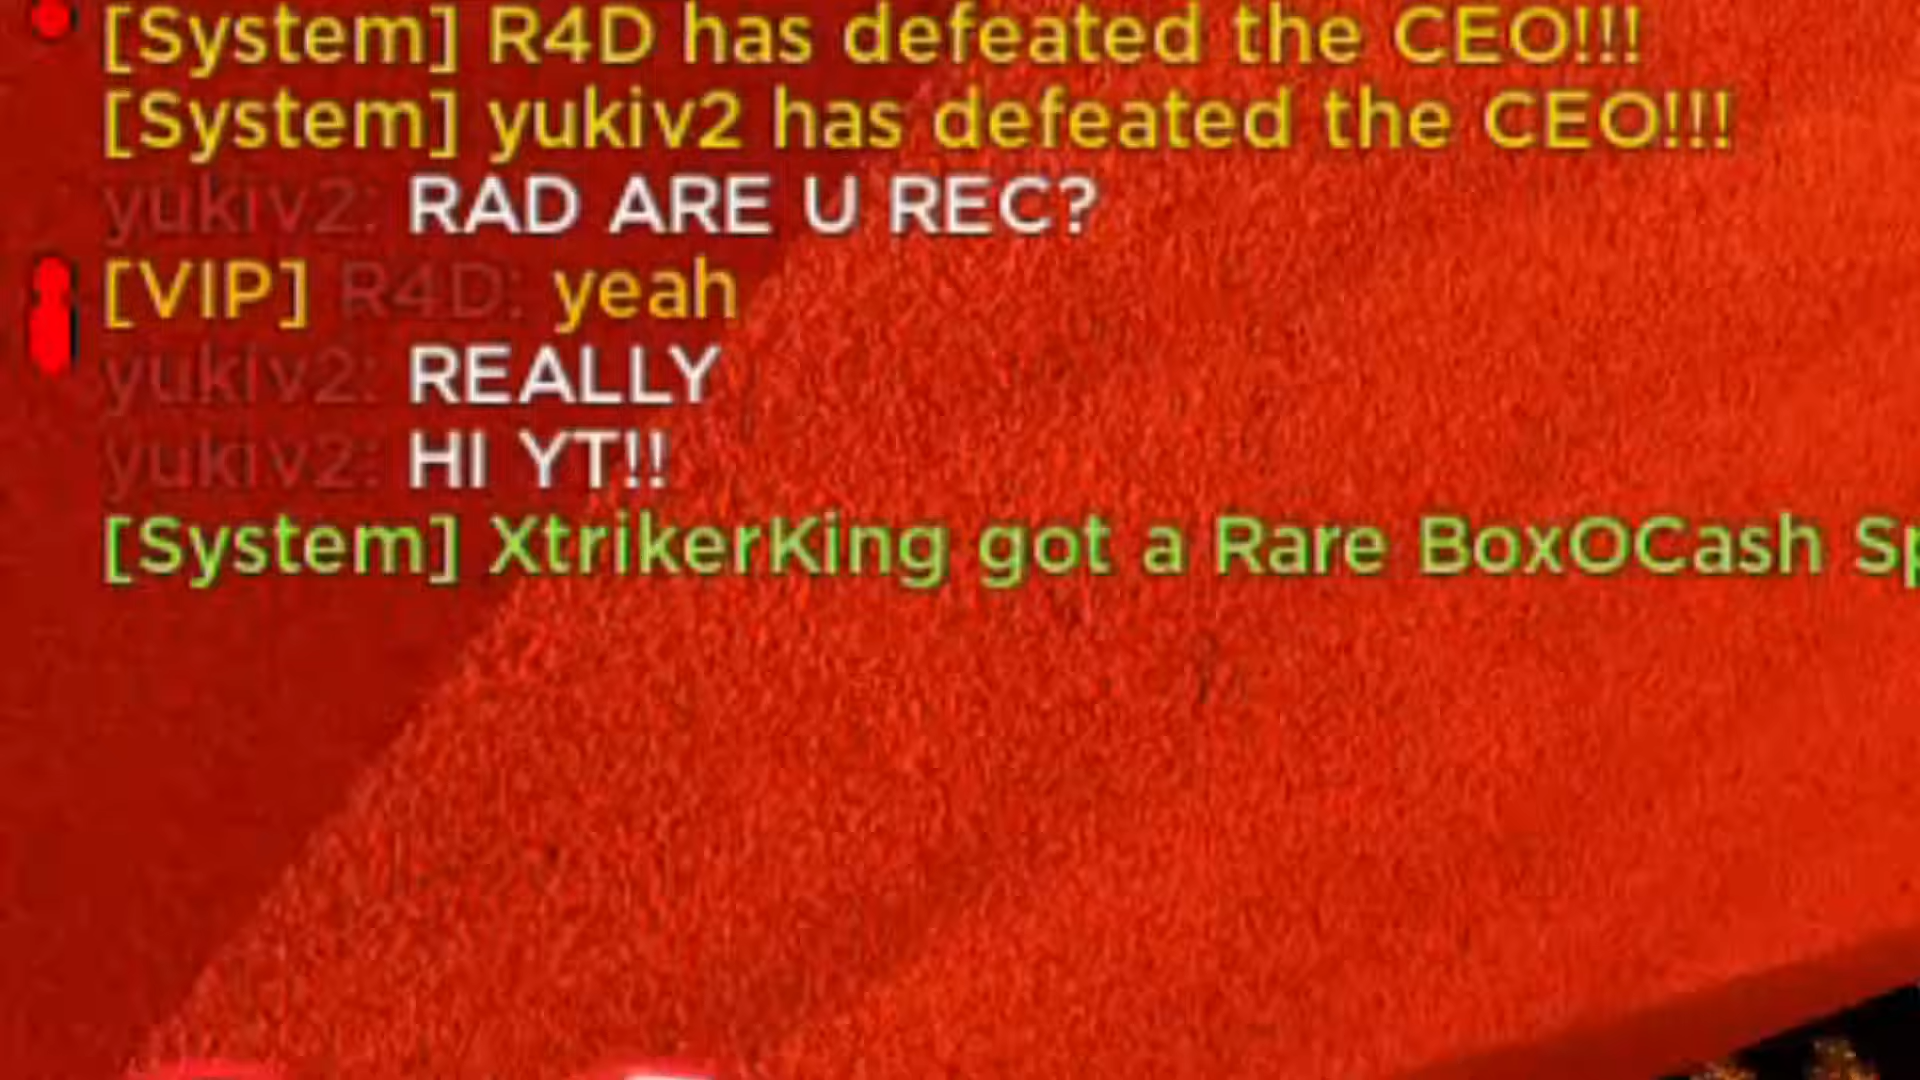 [System] R4D has defeated the CEO!!!
[System] yukiv2 has defeated the CEO!!!
yukiv2: RAD ARE U REC?
[VIP] R4D: yeah
yukiv2: REALLY
yukiv2: HI YT!!
[System] XtrikerKing got a Rare BoxOCash Sp